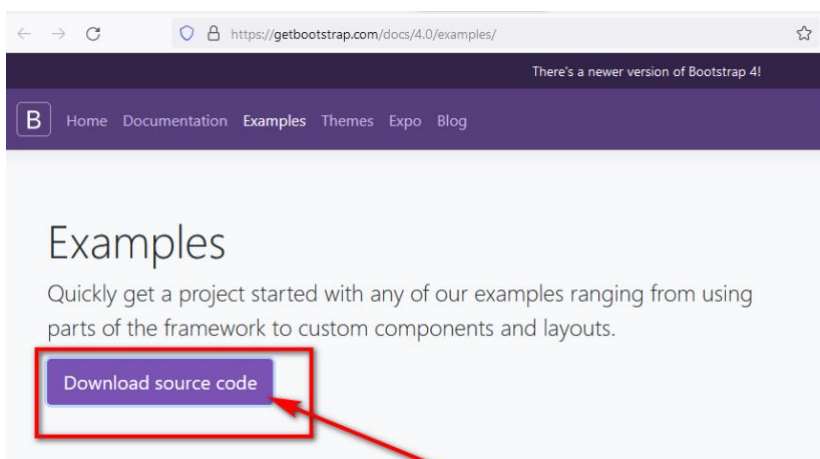 https://getbootstrap.com/docs/4.0/examples/
There's a newer version of Bootstrap 4!
B Home Documentation Examples Themes Expo Blog
Examples
Quickly get a project started with any of our examples ranging from using
parts of the framework to custom components and layouts.
Download source code